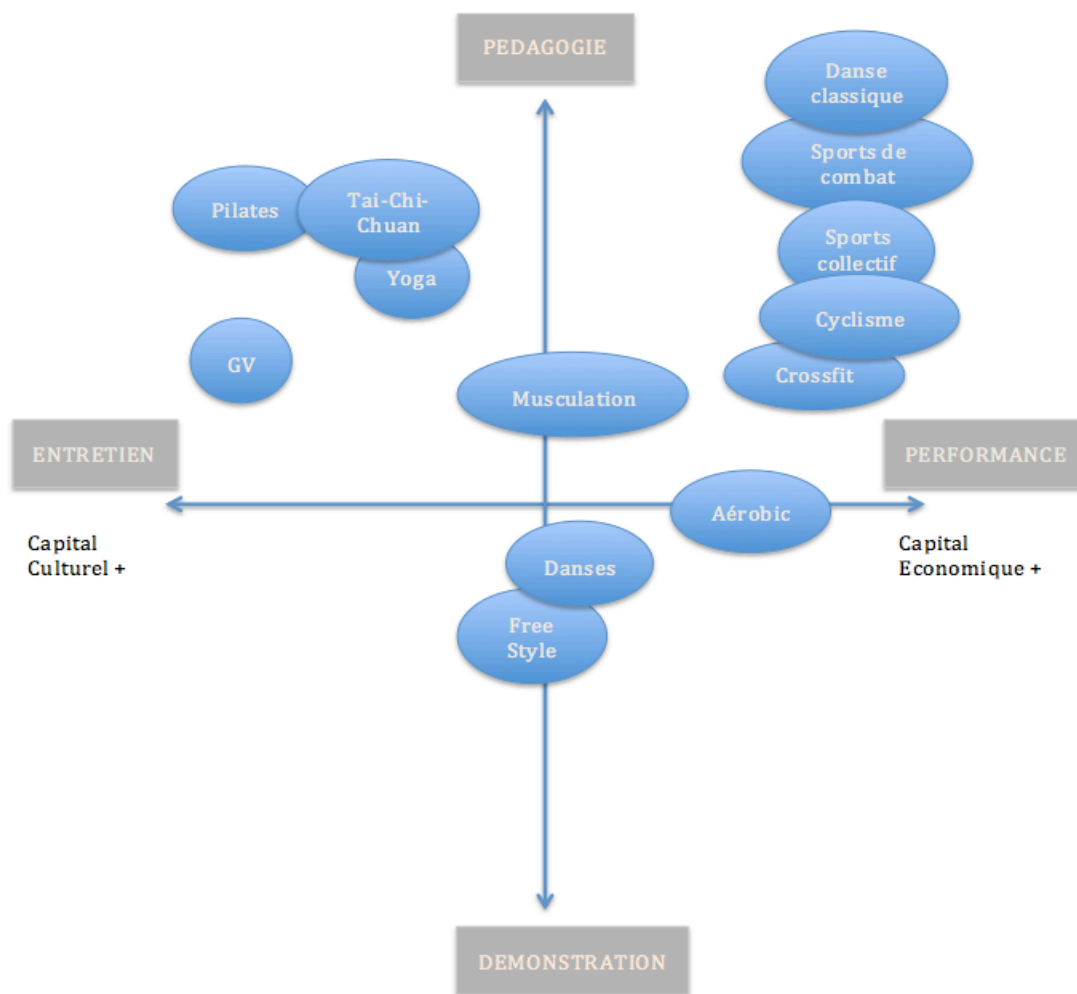 PEDAGOGIE
Danse
classique
Sports de
combat
Pilates
Tai-Chi-
Chuan
Sports
collectif
Yoga
Cyclisme
GV
Crossfit
Musculation
ENTRETIEN
PERFORMANCE
Aérobic
Capital
Culturel +
Capital
Economique +
Danses
Free
Style
DEMONSTRATION